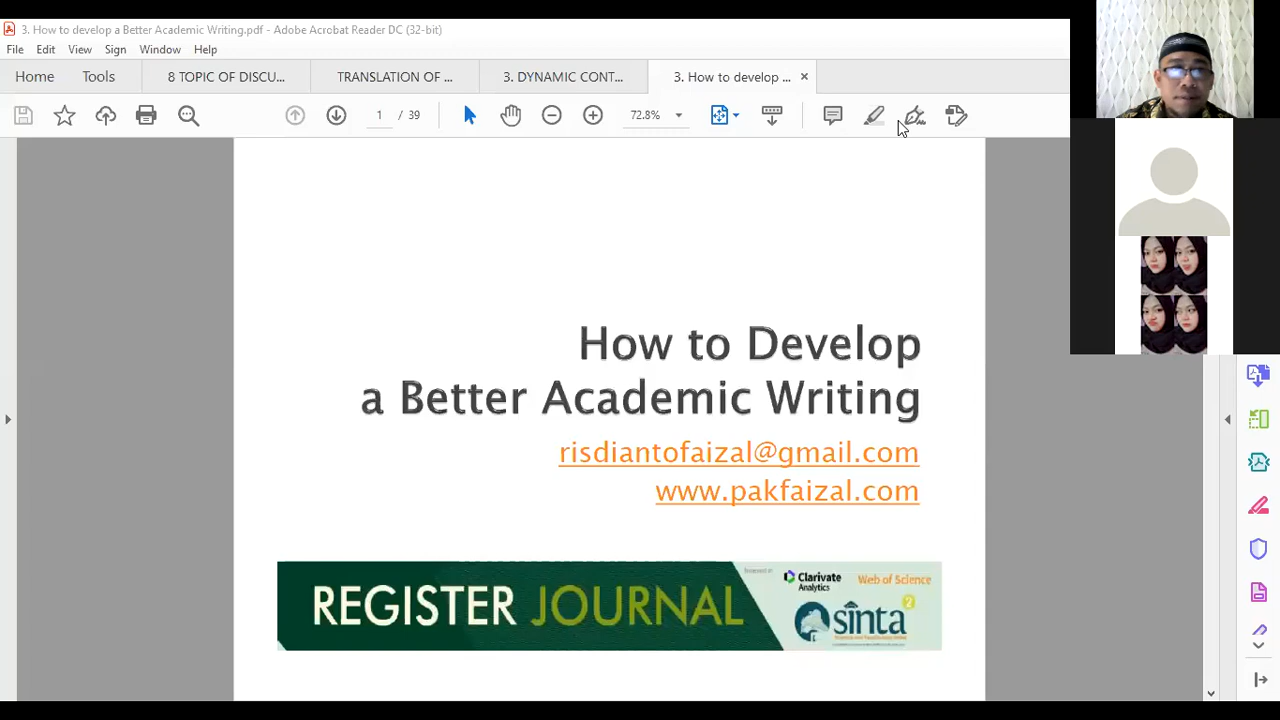 3. How to develop a Better Academic Writing.pdf - Adobe Acrobat Reader DC (32-bit)
File Edit View Sign Window Help
Home Tools 8 TOPIC OF DISCU... TRANSLATION OF ... 3. DYNAMIC CONT... 3. How to develop ... ×
1 / 39 72.8%
How to Develop
a Better Academic Writing
risdiantofaizal@gmail.com
www.pakfaizal.com
REGISTER JOURNAL
Clarivate
Analytics
Web of Science
sinta
2